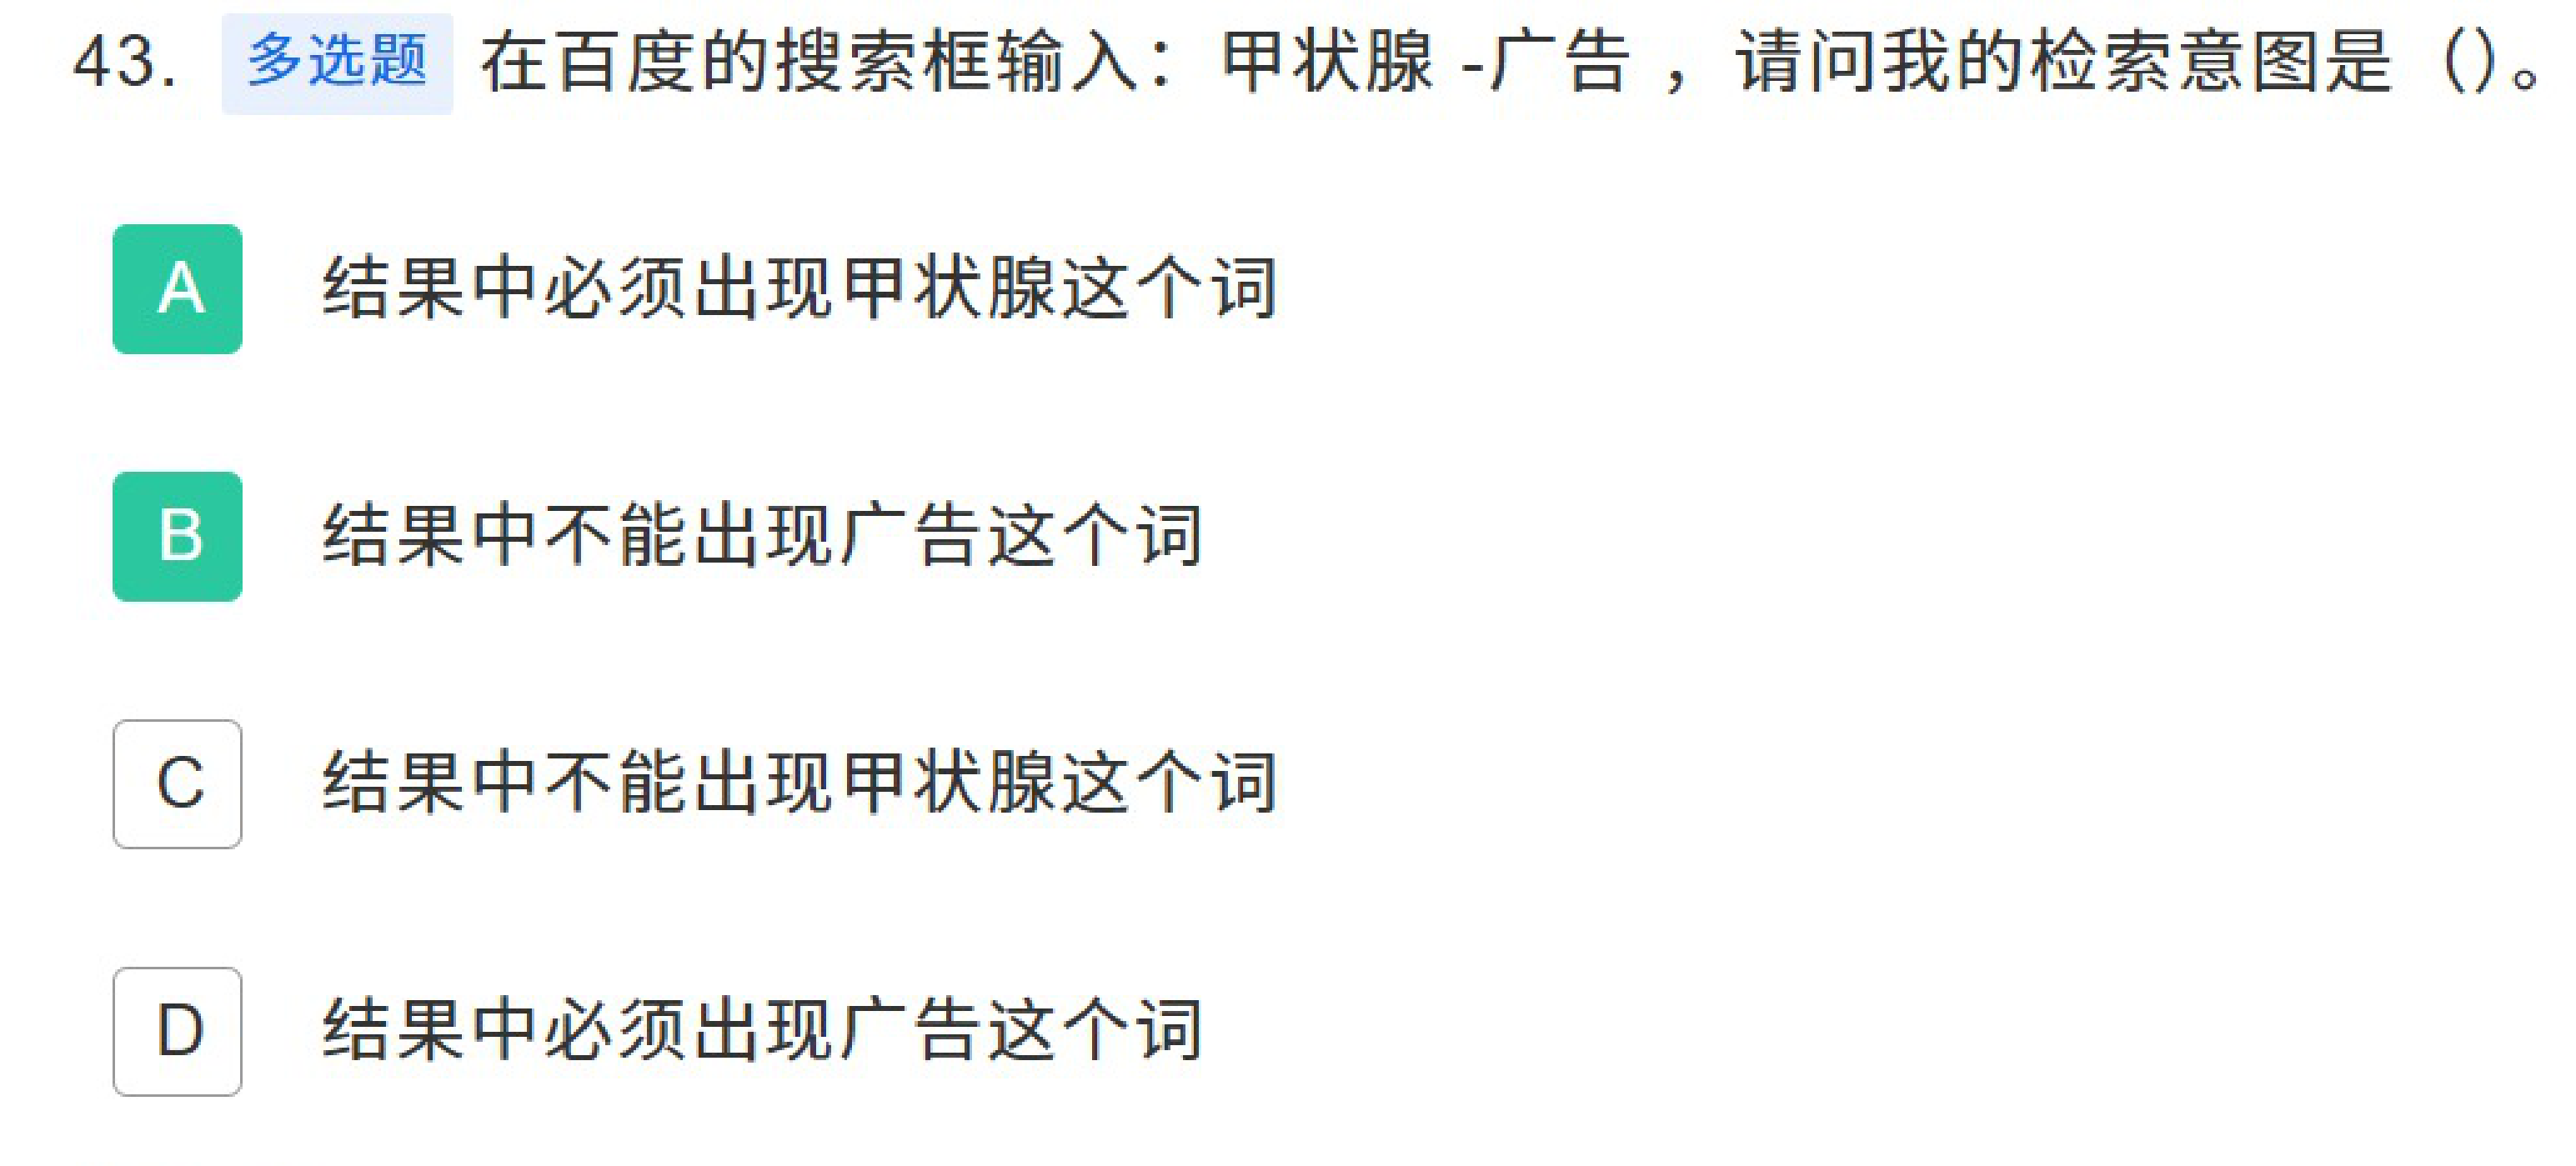 43. 多选题 在百度的搜索框输入：甲状腺 -广告 ，请问我的检索意图是（）。
A 结果中必须出现甲状腺这个词
B 结果中不能出现广告这个词
C 结果中不能出现甲状腺这个词
D 结果中必须出现广告这个词